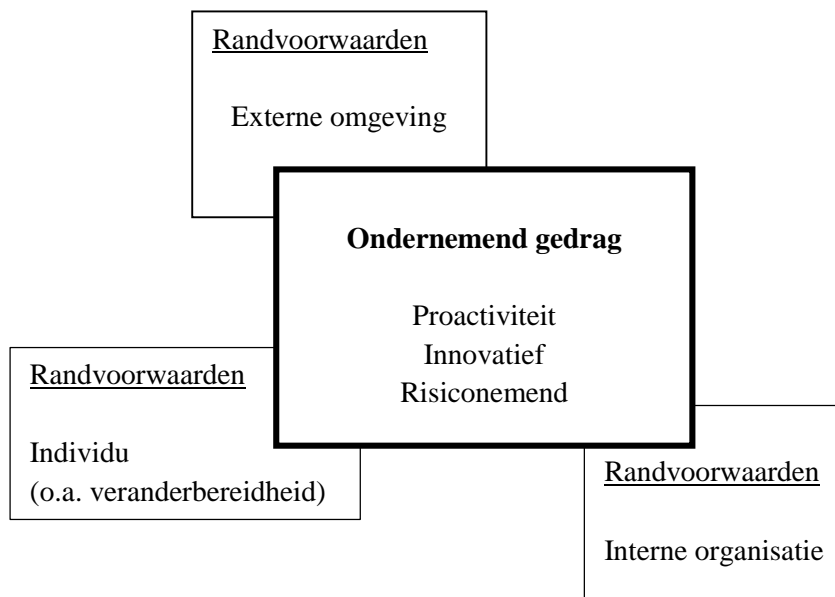 Randvoorwaarden
Externe omgeving
Ondernemend gedrag
Proactiviteit
Innovatief
Risiconemend
Randvoorwaarden
Individu
(o.a. veranderbereidheid)
Randvoorwaarden
Interne organisatie